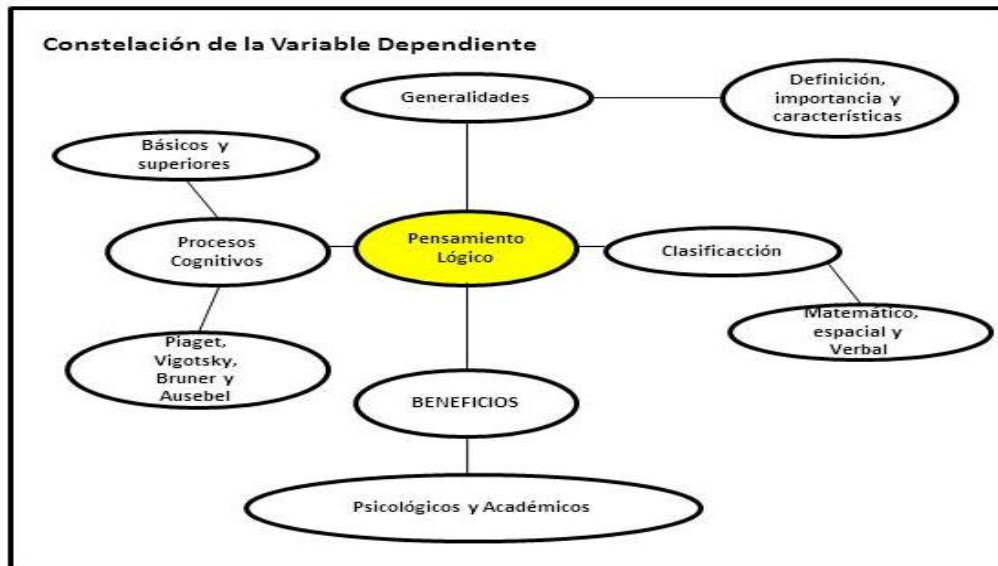 Constelación de la Variable Dependiente
Generalidades
Definición,
importancia y
características
Básicos y
superiores
Procesos
Cognitivos
Pensamiento
Lógico
Clasificacción
Matemático,
espacial y
Verbal
Piaget,
Vigotsky,
Bruner y
Ausebel
BENEFICIOS
Psicológicos y Académicos